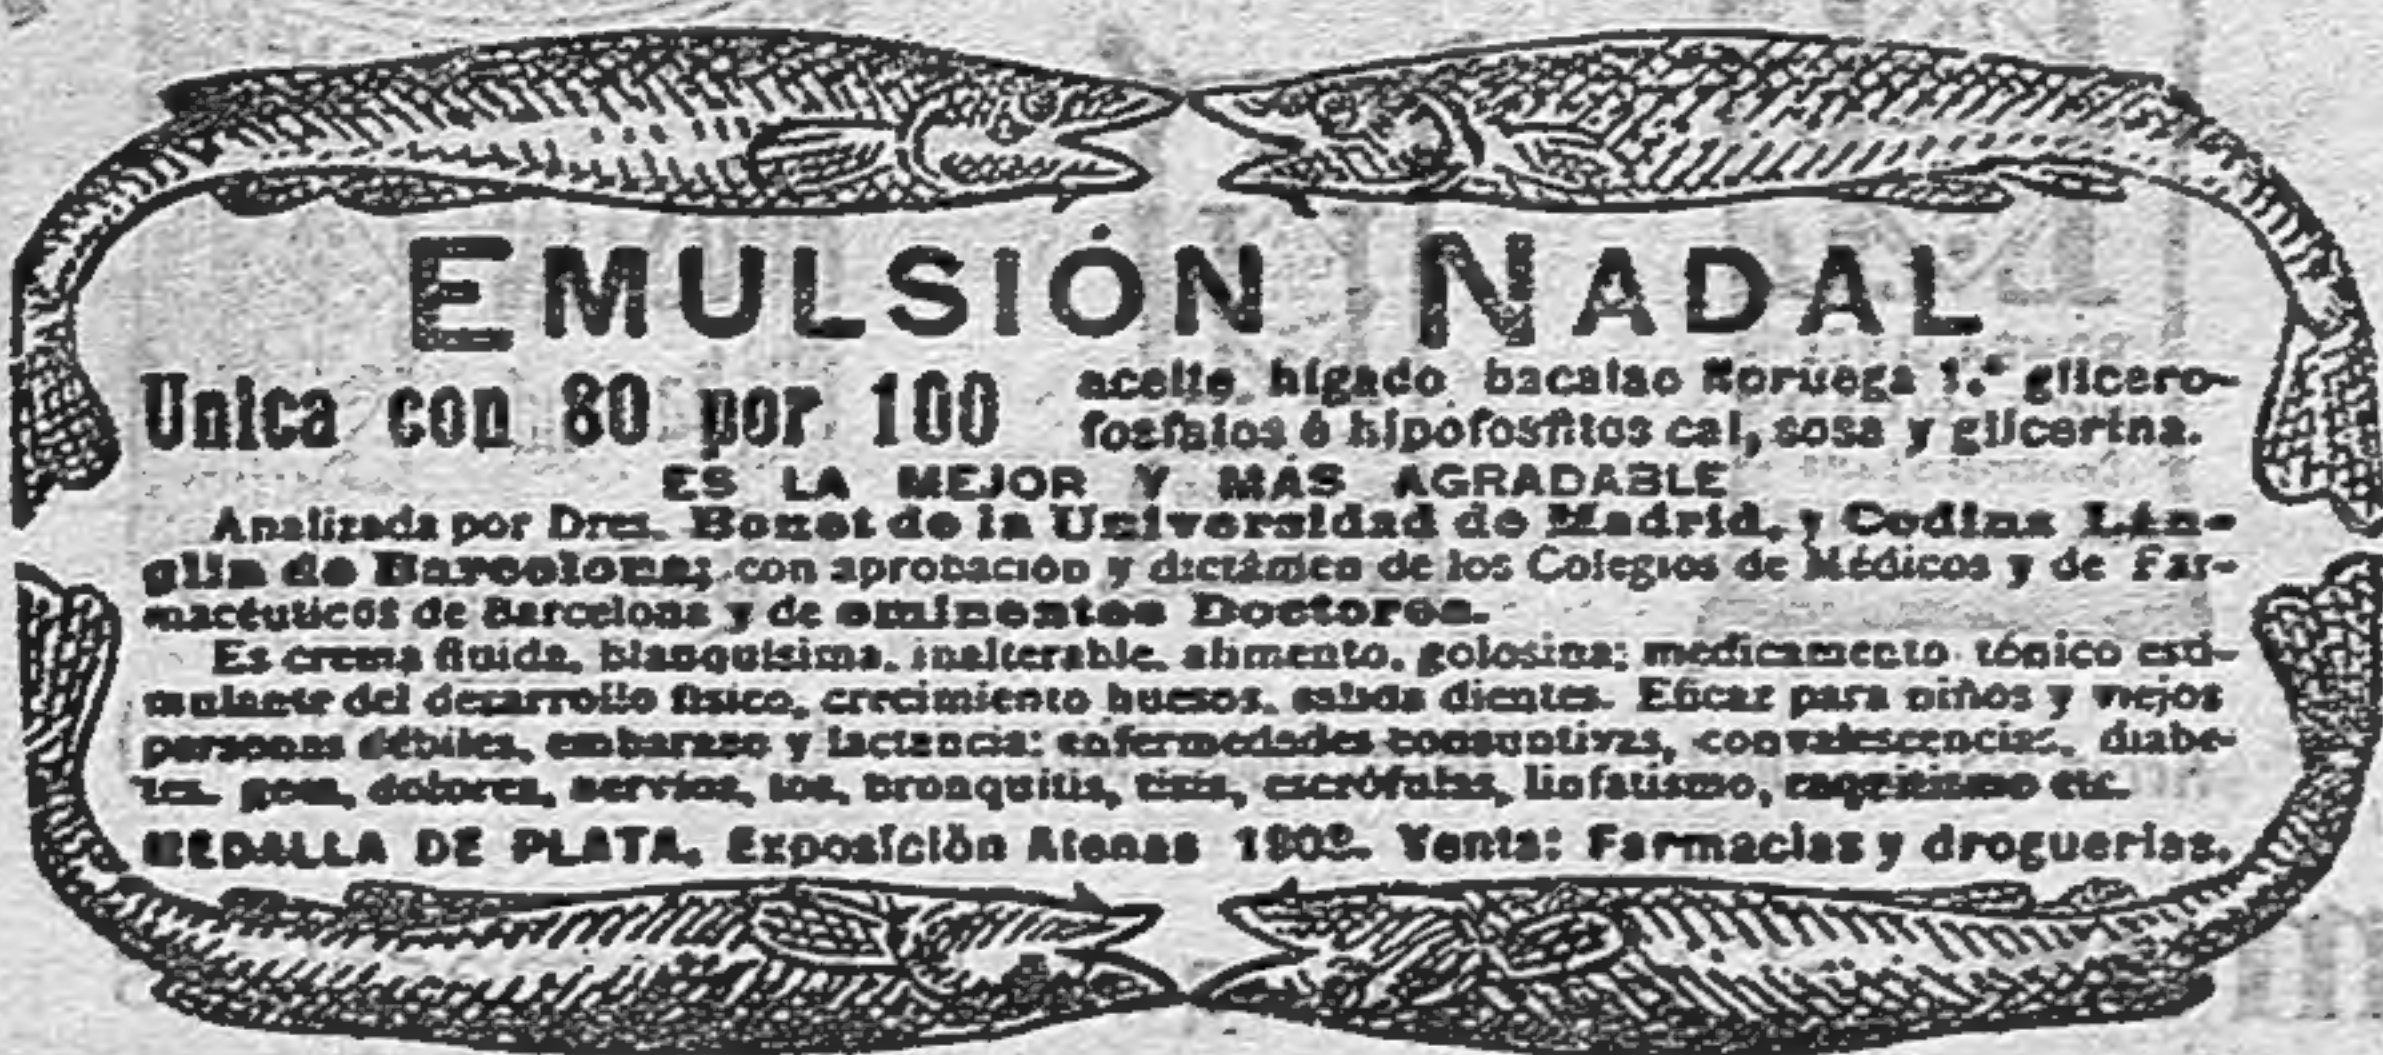 EMULSIÓN NADAL
Unica con 80 por 100 aceite hígado bacalao Noruega 1.ª glicero-
fosfatos é hipofosfitos cal, sosa y glicerina.
ES LA MEJOR Y MÁS AGRADABLE
Analizada por Dres. Bonet de la Universidad de Madrid, y Codina Län-
glin de Barcelona; con aprobación y dictámen de los Colegios de Médicos y de Far-
macéuticos de Barcelona y de eminentes Doctores.
Es crema fluida, blanquísima, inalterable, alimento, golosina; medicamento tónico esti-
mulante del desarrollo físico, crecimiento huesos, salida dientes. Eficaz para niños y viejos
personas débiles, embarazo y lactancia; enfermedades consuntivas, convalescencias, diabe-
tes, gota, dolores, nervios, tos, bronquitis, tisis, escrófulas, linfatismo, raquitismo etc.
MEDALLA DE PLATA, Exposición Atenas 1903. Venta: Farmacias y droguerías.